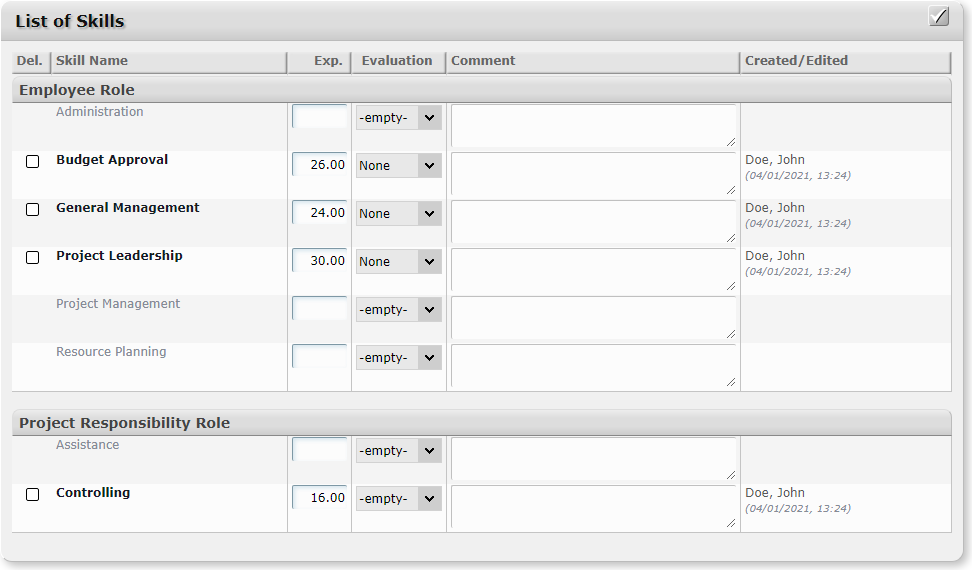 List of Skills
Del. Skill Name Exp. Evaluation Comment Created/Edited
Employee Role
Administration -empty-
Budget Approval 26.00 None Doe, John
(04/01/2021, 13:24)
General Management 24.00 None Doe, John
(04/01/2021, 13:24)
Project Leadership 30.00 None Doe, John
(04/01/2021, 13:24)
Project Management -empty-
Resource Planning -empty-
Project Responsibility Role
Assistance -empty-
Controlling 16.00 -empty- Doe, John
(04/01/2021, 13:24)